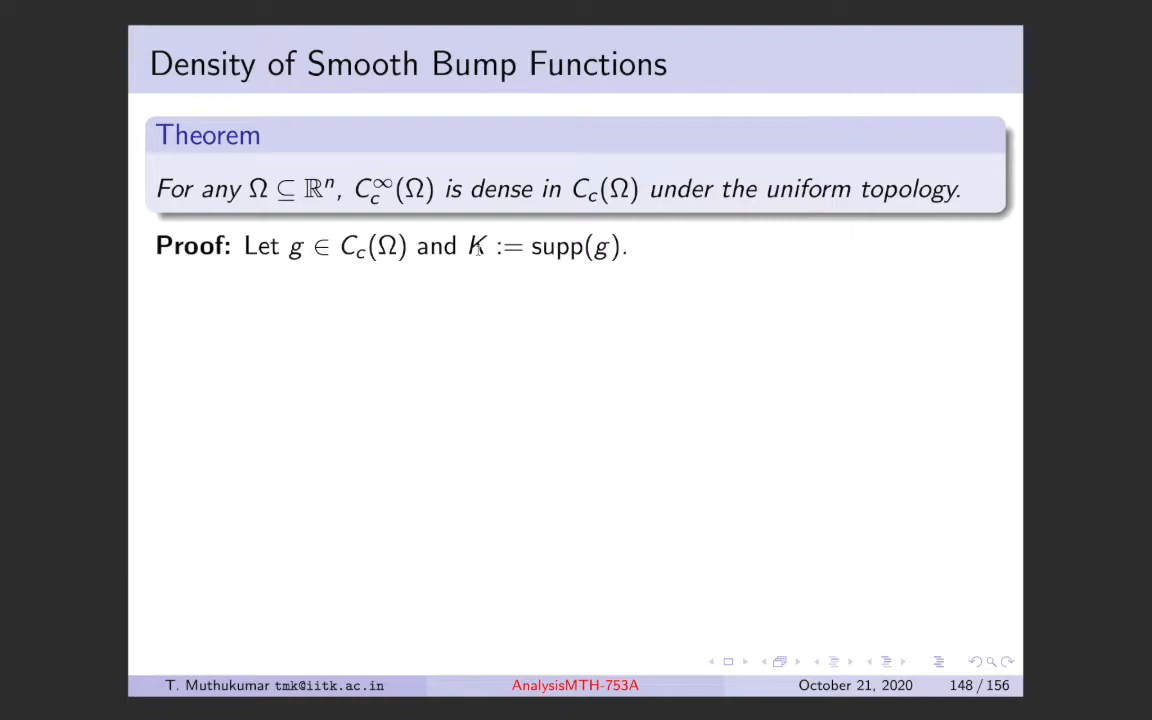 Density of Smooth Bump Functions
Theorem
For any Ω ⊆ ℝⁿ, C_c^∞(Ω) is dense in C_c(Ω) under the uniform topology.
Proof: Let g ∈ C_c(Ω) and K := supp(g).
T. Muthukumar tmk@iitk.ac.in AnalysisMTH-753A October 21, 2020 148 / 156